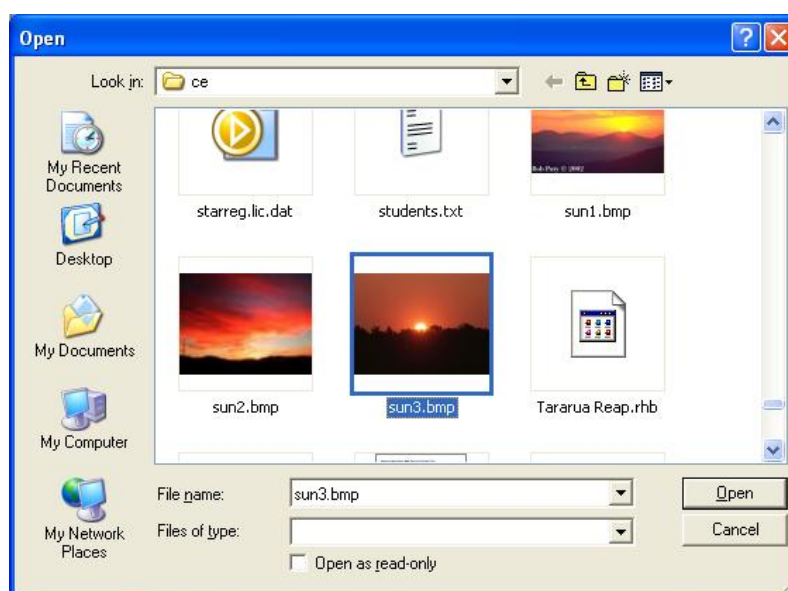 Open
Look in:
ce
My Recent
Documents
Desktop
My Documents
My Computer
My Network
Places
starreg.lic.dat
students.txt
sun1.bmp
sun2.bmp
sun3.bmp
Tararua Reap.rhb
File name:
sun3.bmp
Open
Files of type:
Cancel
Open as read-only